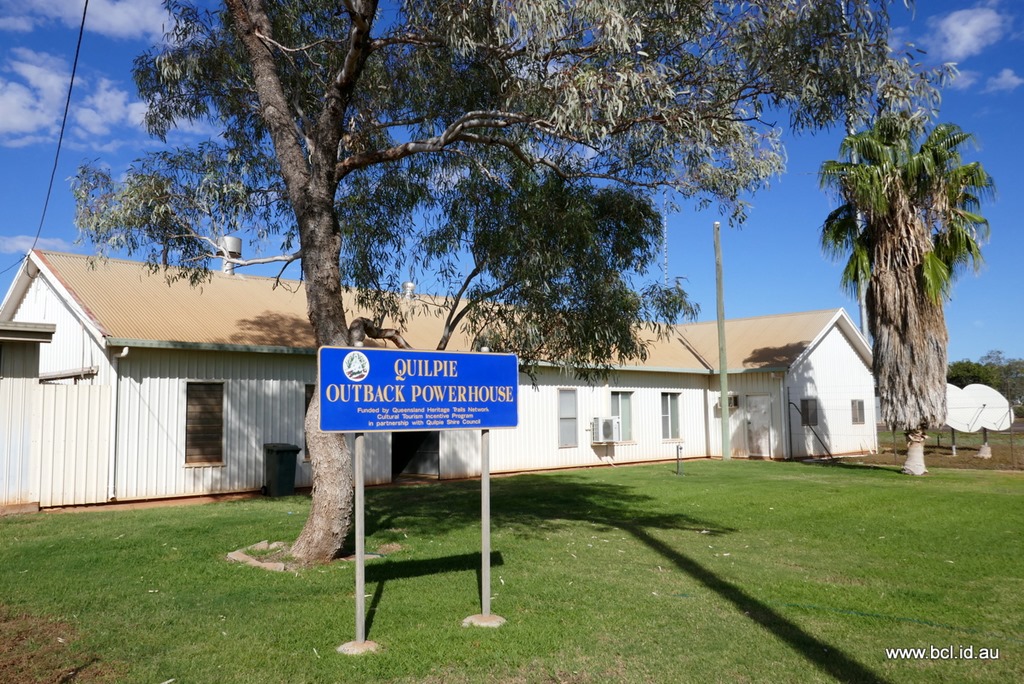 QUILPIE
OUTBACK POWERHOUSE
Funded by Queensland Heritage Trails Network
Cultural Tourism Incentive Program
in partnership with Quilpie Shire Council
www.bcl.id.au